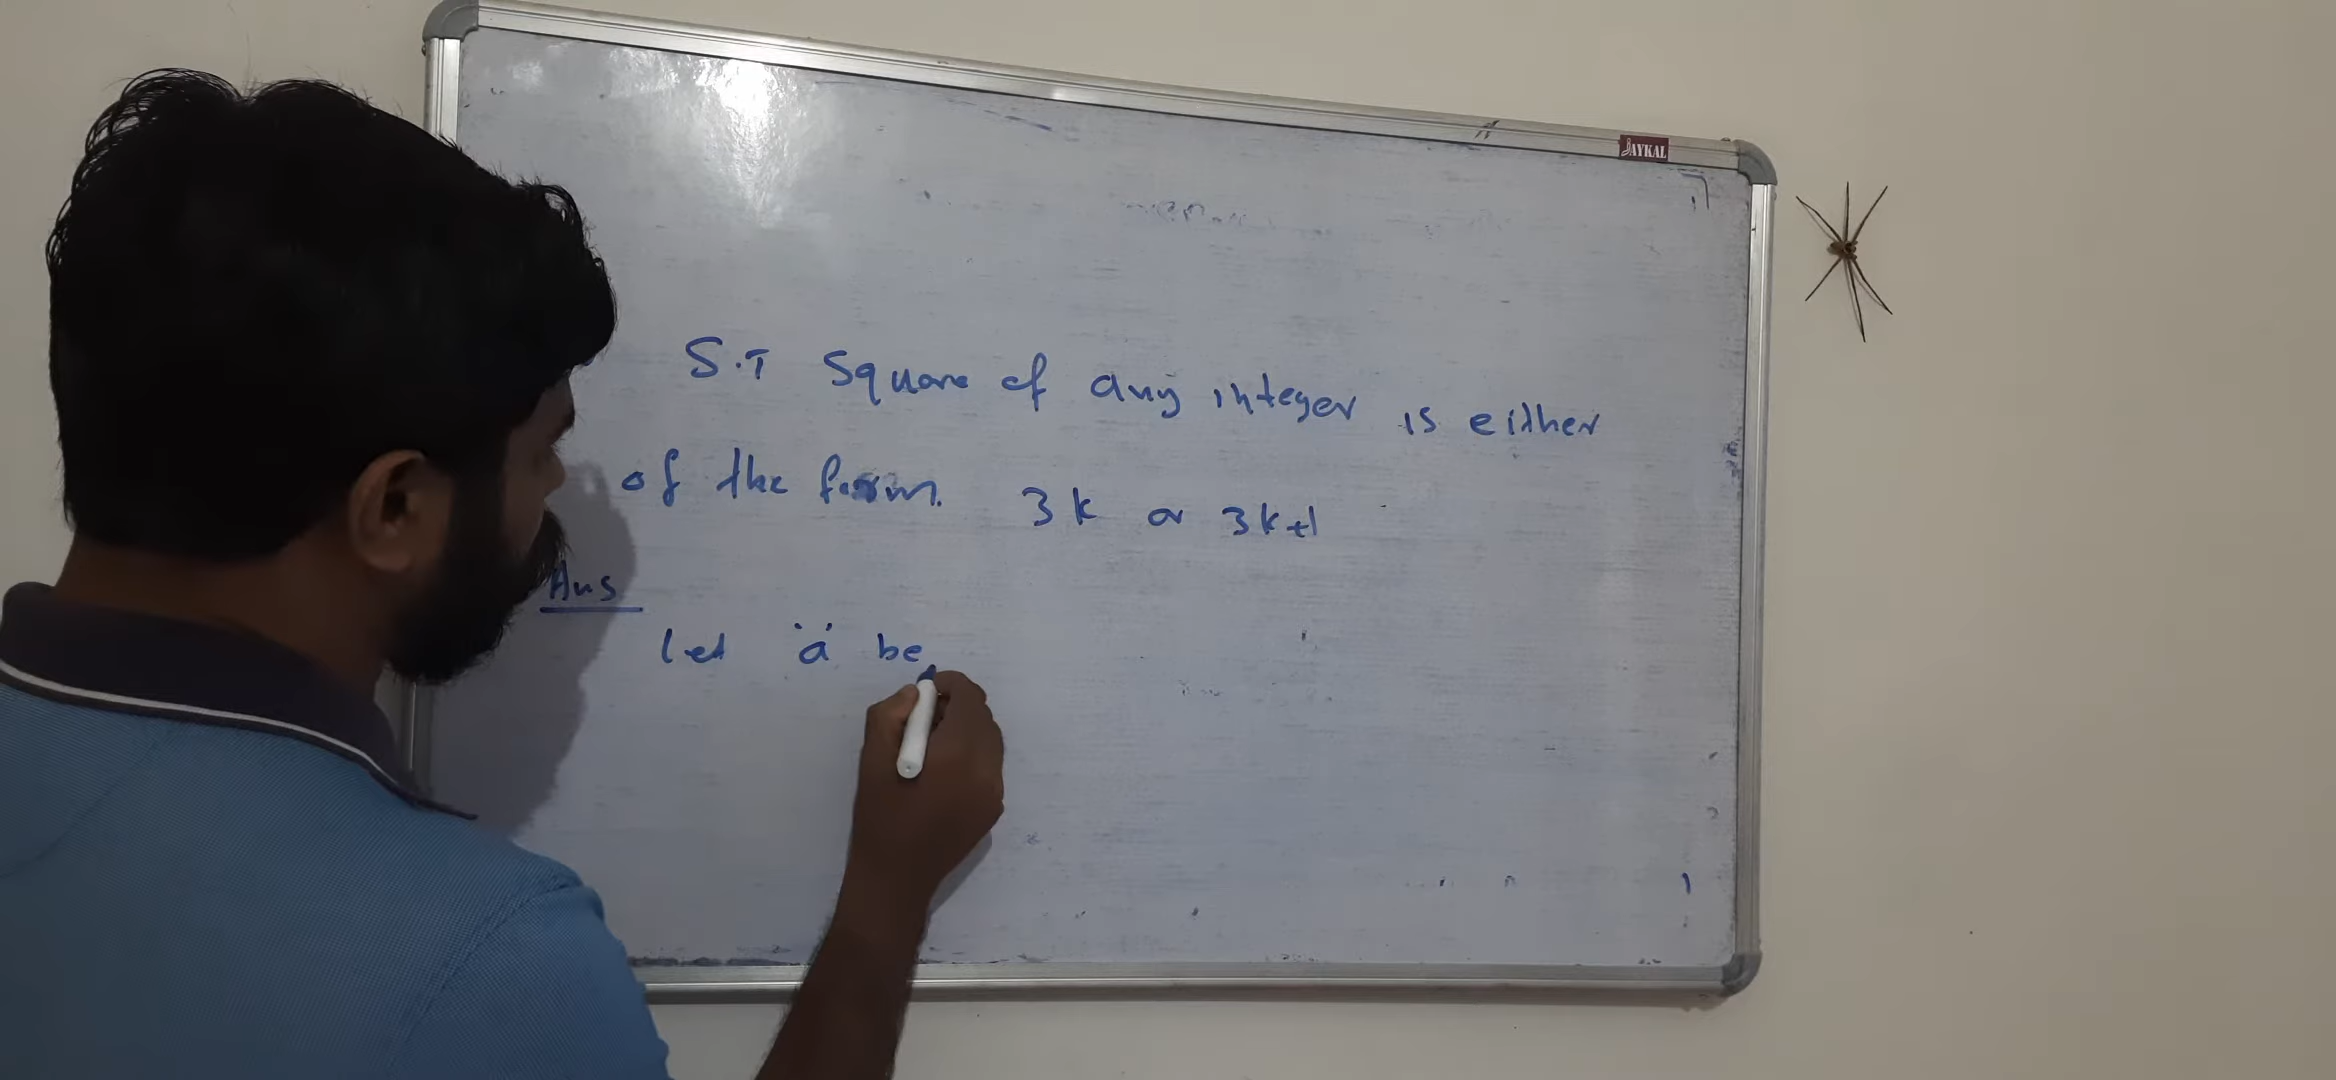 JAYKAL
S.T Square of any integer is either
of the form. 3k or 3k+1
Ans
let "a" be